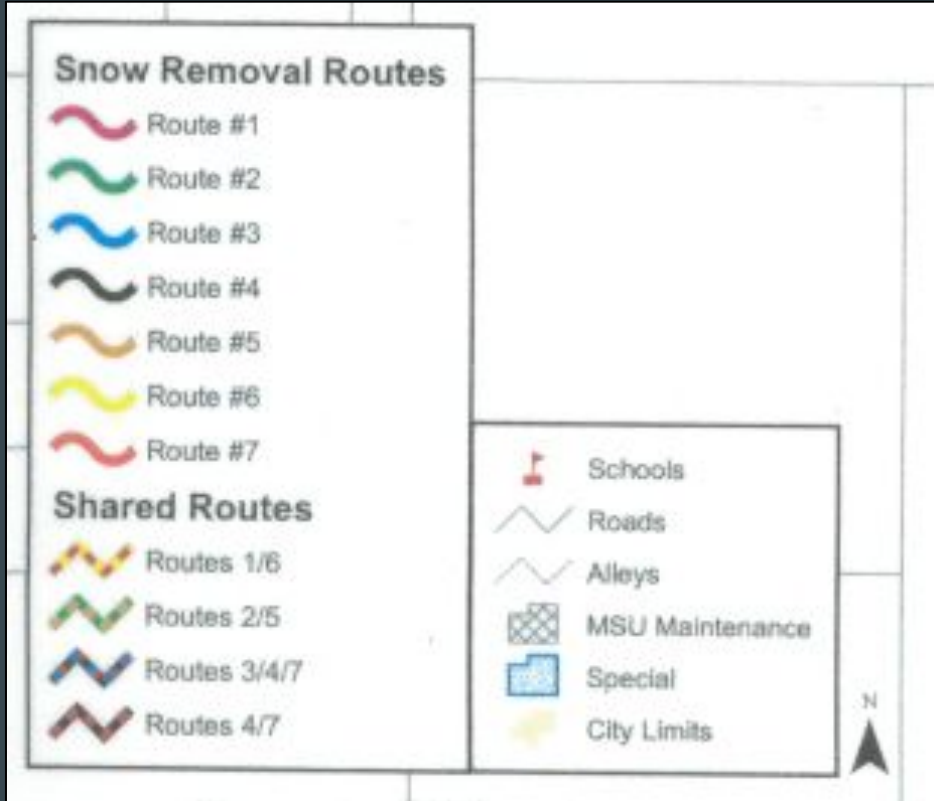 Snow Removal Routes
Route #1
Route #2
Route #3
Route #4
Route #5
Route #6
Route #7
Shared Routes
Routes 1/6
Routes 2/5
Routes 3/4/7
Routes 4/7
Schools
Roads
Alleys
MSU Maintenance
Special
City Limits
N